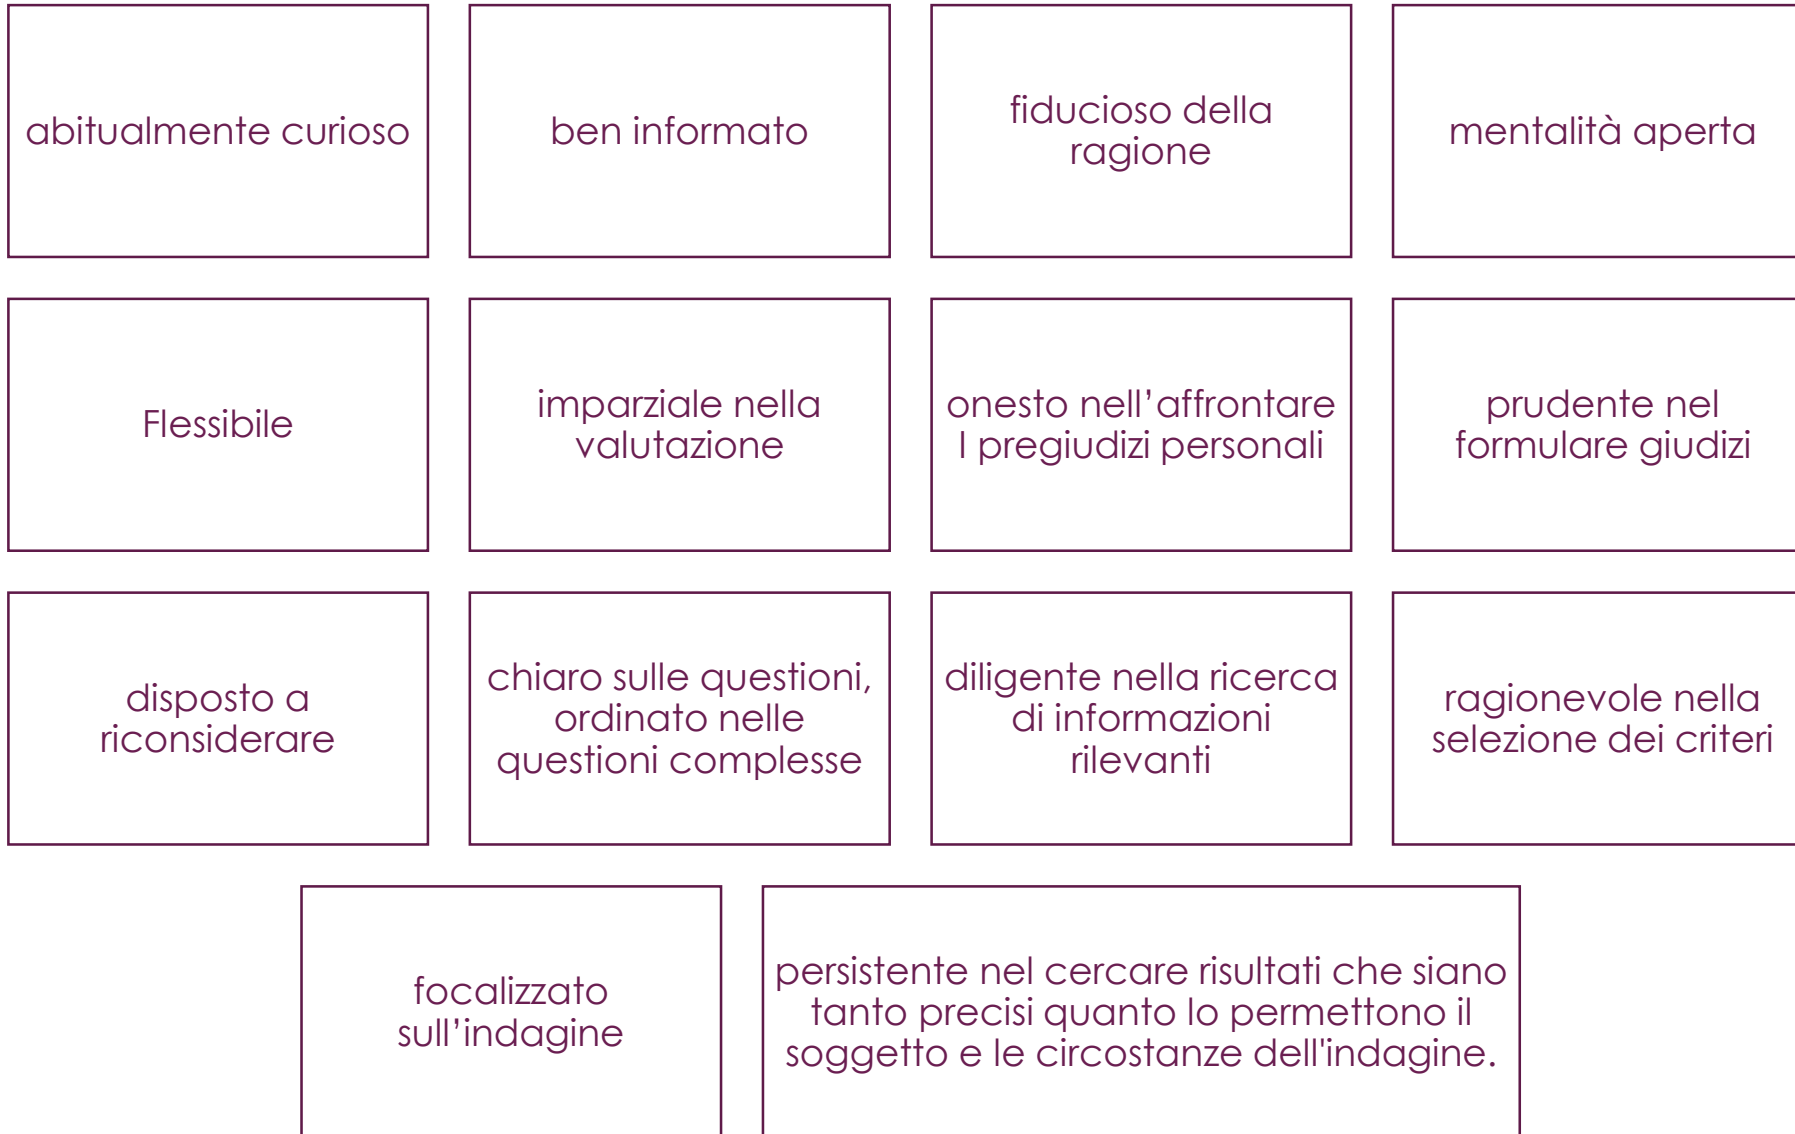 abitualmente curioso
ben informato
fiducioso della
ragione
mentalità aperta
Flessibile
imparziale nella
valutazione
onesto nell’affrontare
I pregiudizi personali
prudente nel
formulare giudizi
disposto a
riconsiderare
chiaro sulle questioni,
ordinato nelle
questioni complesse
diligente nella ricerca
di informazioni
rilevanti
ragionevole nella
selezione dei criteri
focalizzato
sull’indagine
persistente nel cercare risultati che siano
tanto precisi quanto lo permettono il
soggetto e le circostanze dell'indagine.